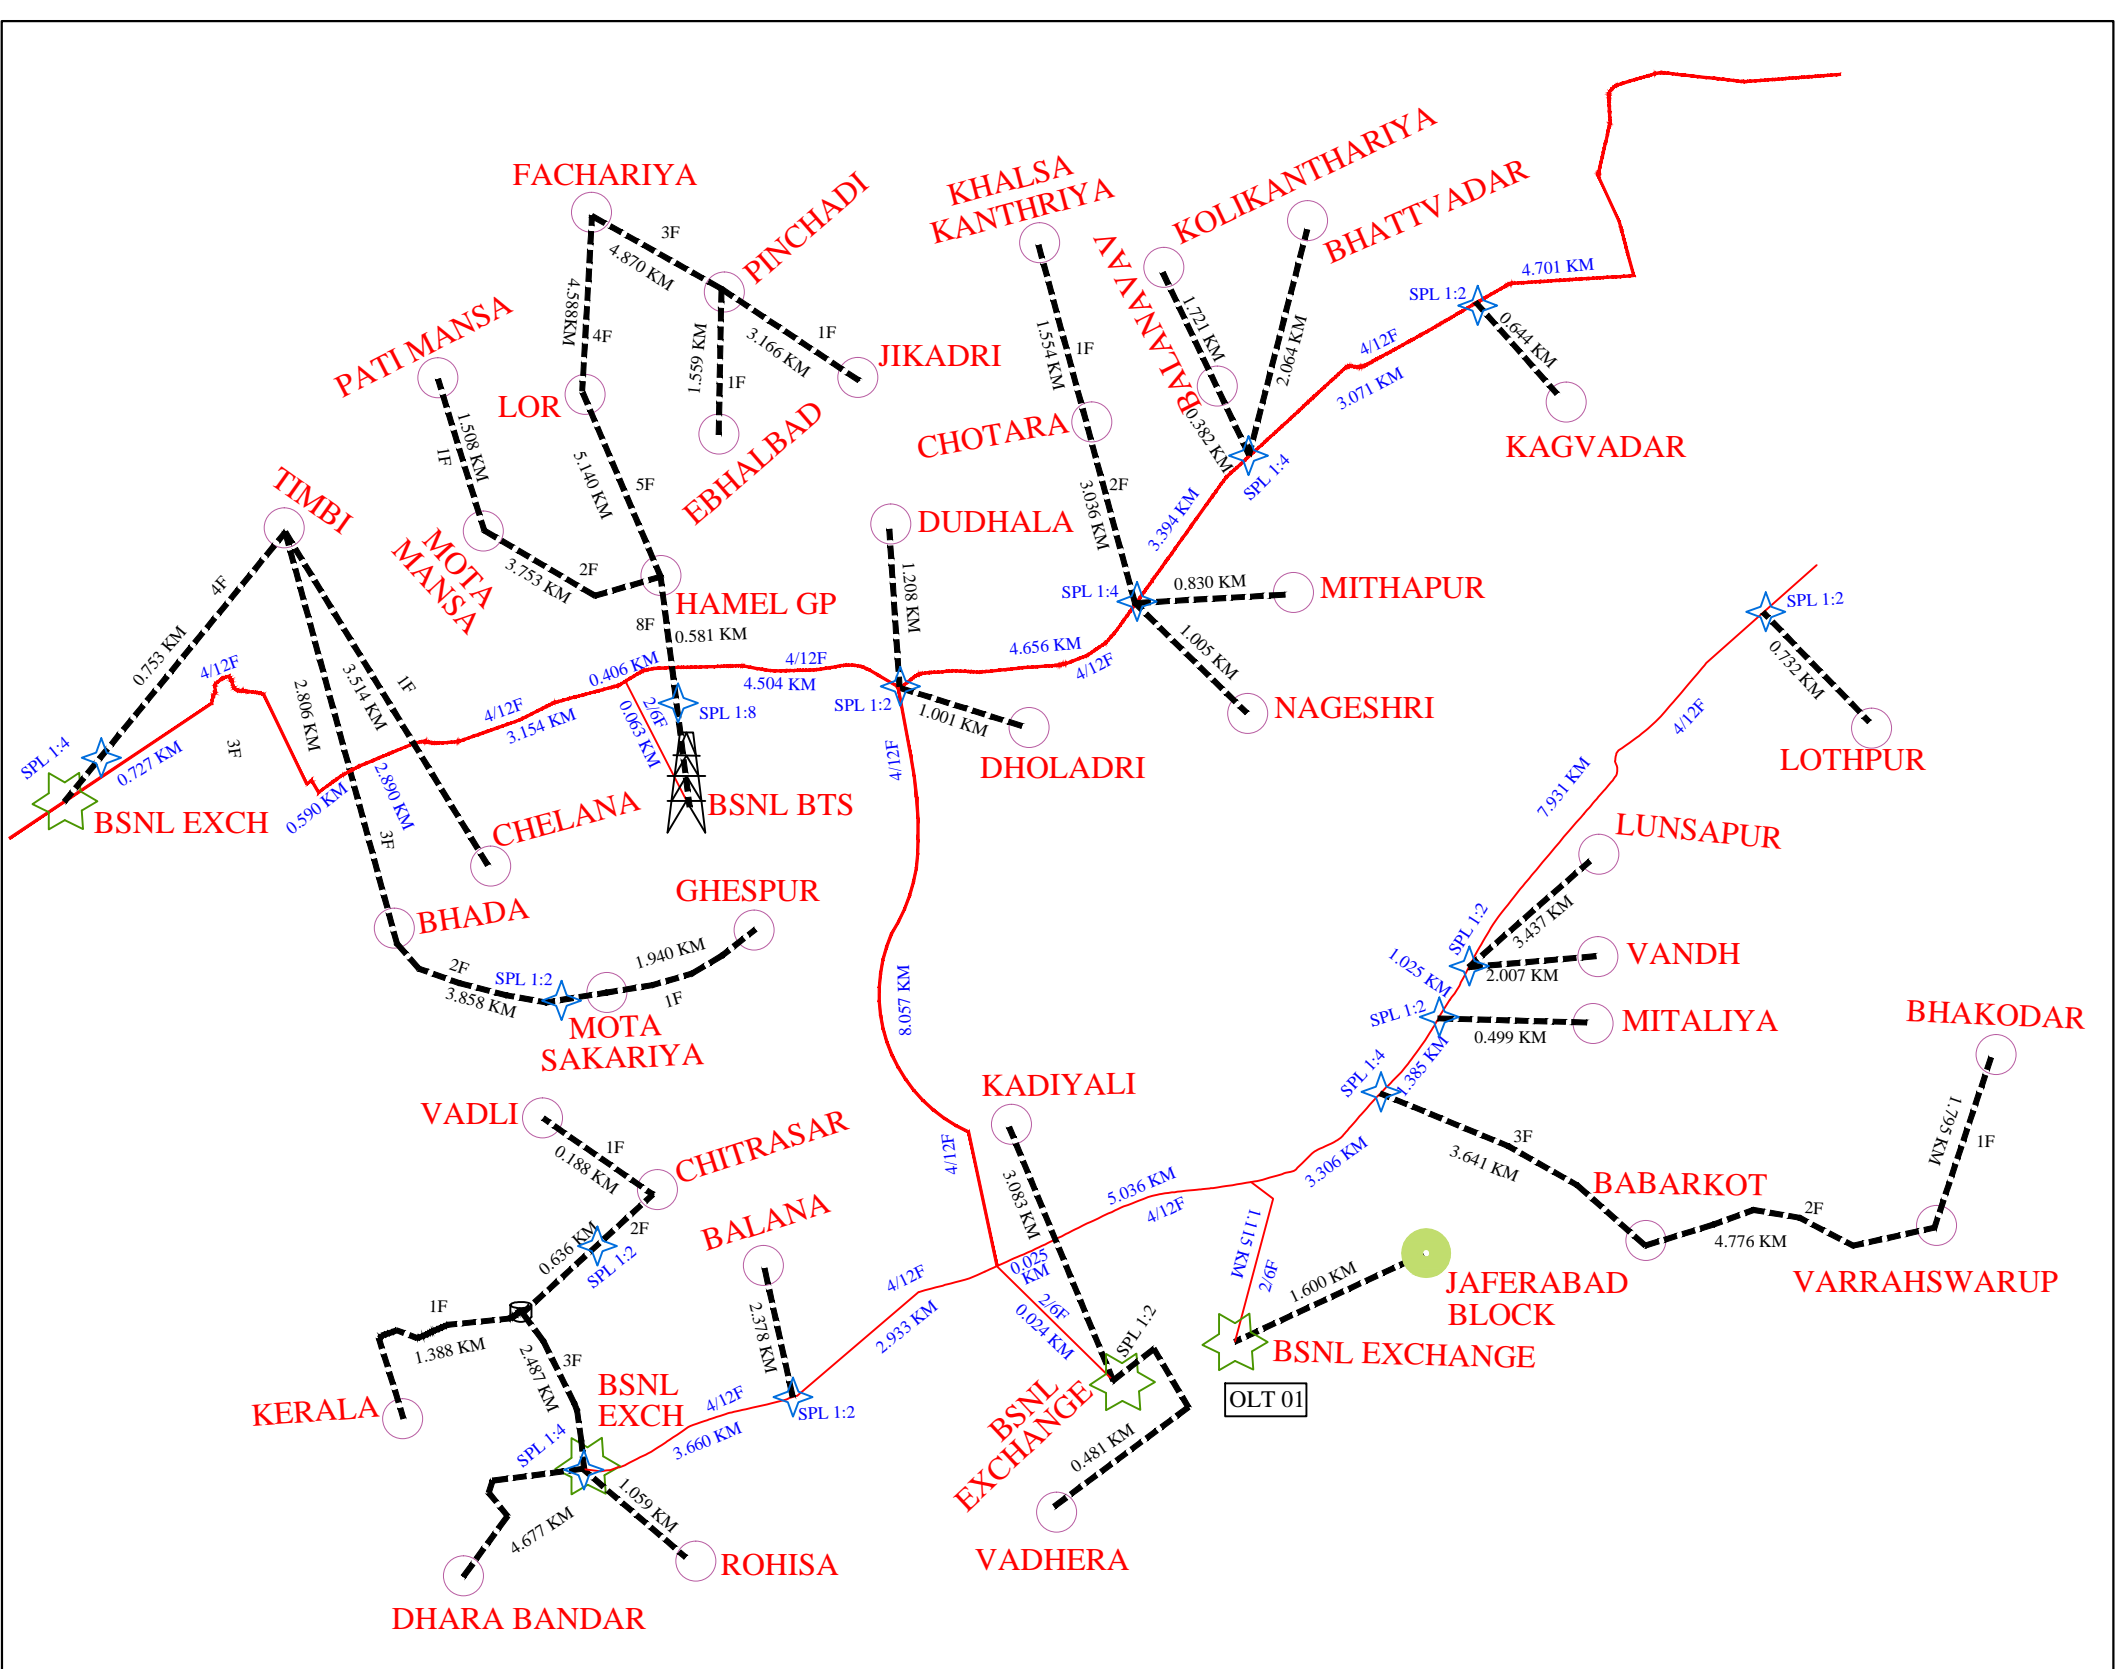 FACHARIYA
3F
4.870 KM
PINCHADI
4.588KM
4F
1.559 KM
1F
3.166 KM
1F
JIKADRI
EBHALBAD
PATI MANSA
LOR
1.508 KM
1F
5.140 KM
5F
MOTA
MANSA
3.753 KM
2F
HAMEL GP
8F
0.581 KM
TIMBI
4F
0.753 KM
4/12F
SPL 1:4
0.727 KM
BSNL EXCH
3F
2.806 KM
3.514 KM
1F
0.590 KM
2.890 KM
3F
4/12F
3.154 KM
0.406 KM
2/6F
0.063 KM
SPL 1:8
BSNL BTS
4/12F
4.504 KM
CHELANA
BHADA
GHESPUR
2F
3.858 KM
SPL 1:2
1.940 KM
1F
MOTA
SAKARIYA
KHALSA
KANTHRIYA
1.554 KM
1F
CHOTARA
2F
3.036 KM
KOLIKANTHARIYA
BHATTVADAR
BALANAVAV
1.721 KM
0.382 KM
2.064 KM
SPL 1:4
4/12F
3.071 KM
SPL 1:2
4.701 KM
0.644 KM
KAGVADAR
3.394 KM
DUDHALA
1.208 KM
SPL 1:2
1.001 KM
DHOLADRI
4.656 KM
4/12F
SPL 1:4
0.830 KM
MITHAPUR
1.005 KM
NAGESHRI
4/12F
8.057 KM
4/12F
SPL 1:2
0.732 KM
LOTHPUR
4/12F
7.931 KM
LUNSAPUR
SPL 1:2
3.437 KM
VANDH
2.007 KM
1.025 KM
SPL 1:2
MITALIYA
0.499 KM
SPL 1:4
1.385 KM
BHAKODAR
1.795 KM
1F
3F
3.641 KM
BABARKOT
2F
4.776 KM
VARRAHSWARUP
3.306 KM
KADIYALI
3.083 KM
5.036 KM
4/12F
0.025
KM
2/6F
0.024 KM
1.115 KM
2/6F
1.600 KM
JAFERABAD
BLOCK
BSNL EXCHANGE
OLT 01
SPL 1:2
BSNL
EXCHANGE
0.481 KM
VADHERA
VADLI
1F
0.188 KM
CHITRASAR
2F
0.636 KM
SPL 1:2
BALANA
2.378 KM
4/12F
2.933 KM
SPL 1:2
1F
1.388 KM
KERALA
2.487 KM
3F
BSNL
EXCH
4/12F
3.660 KM
SPL 1:4
1.059 KM
ROHISA
4.677 KM
DHARA BANDAR